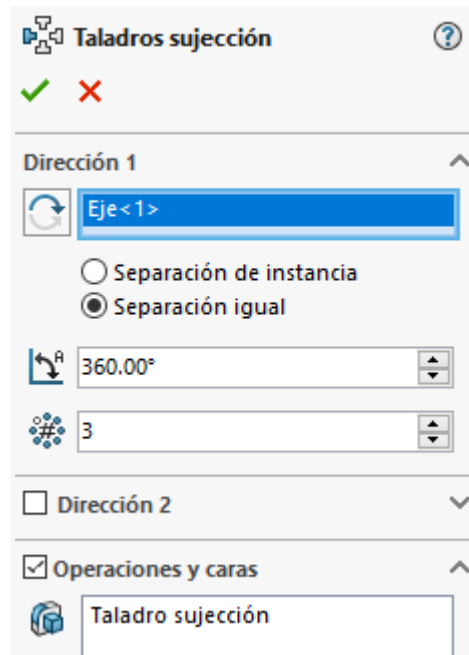 Taladros sujección
Dirección 1
Eje<1>
Separación de instancia
Separación igual
360.00°
3
Dirección 2
Operaciones y caras
Taladro sujección